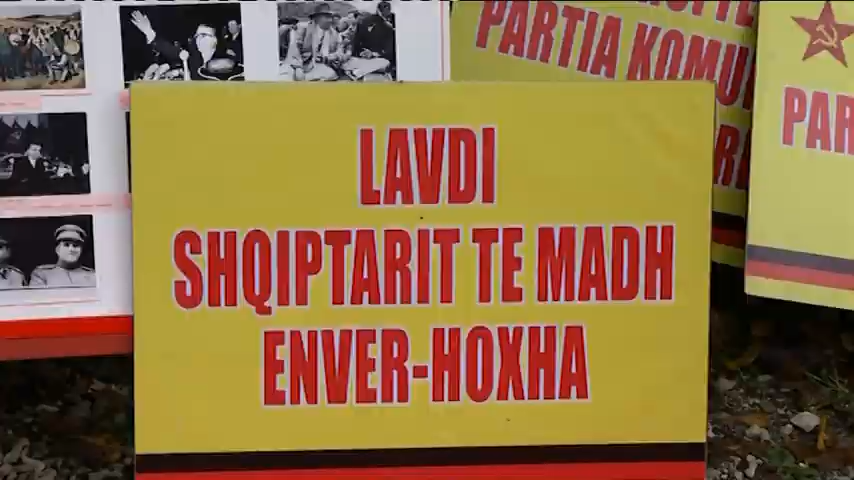 PARTIA KOMU
PAR
LAVDI
SHQIPTARIT TE MADH
ENVER-HOXHA